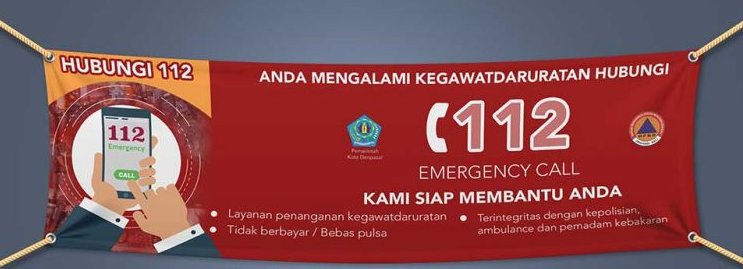 HUBUNGI 112
ANDA MENGALAMI KEGAWATDARURATAN HUBUNGI
112
Emergency
CALL
112
EMERGENCY CALL
Pemerintah
Kota Denpasar
KAMI SIAP MEMBANTU ANDA
Layanan penanganan kegawatdaruratan
Tidak berbayar / Bebas pulsa
Terintegritas dengan kepolisian,
ambulance dan pemadam kebakaran